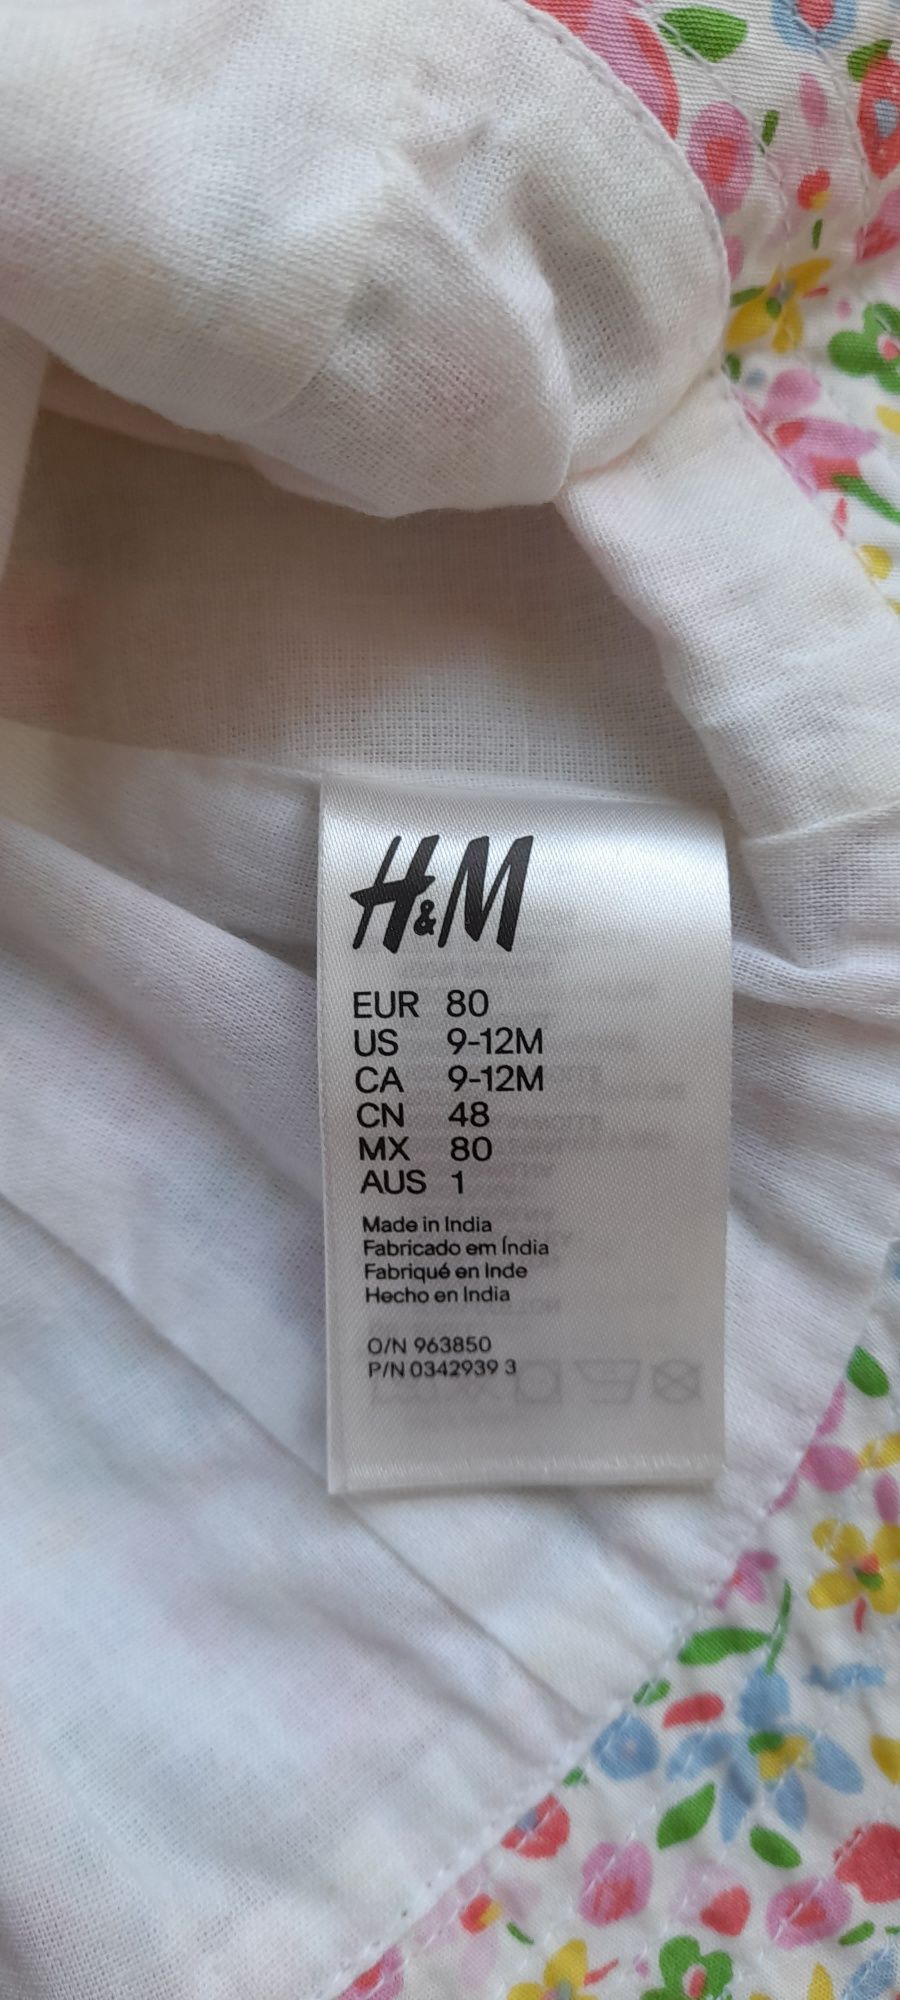 H&M
EUR 80
US 9-12M
CA 9-12M
CN 48
MX 80
AUS 1
Made in India
Fabricado em Índia
Fabriqué en Inde
Hecho en India
O/N 963850
P/N 0342939 3